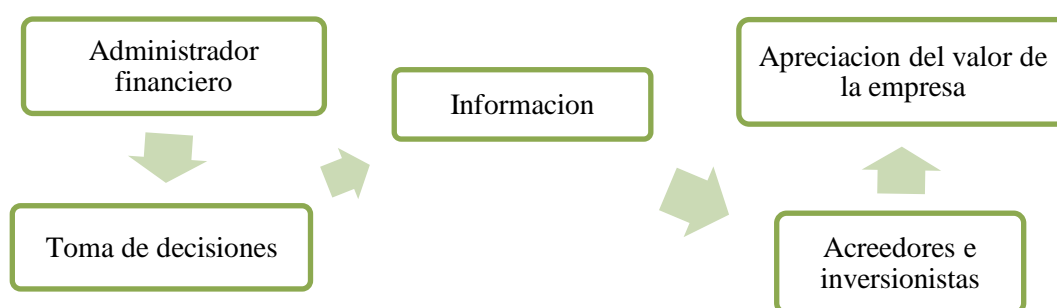 Administrador
financiero
Toma de decisiones
Informacion
Acreedores e
inversionistas
Apreciacion del valor de
la empresa